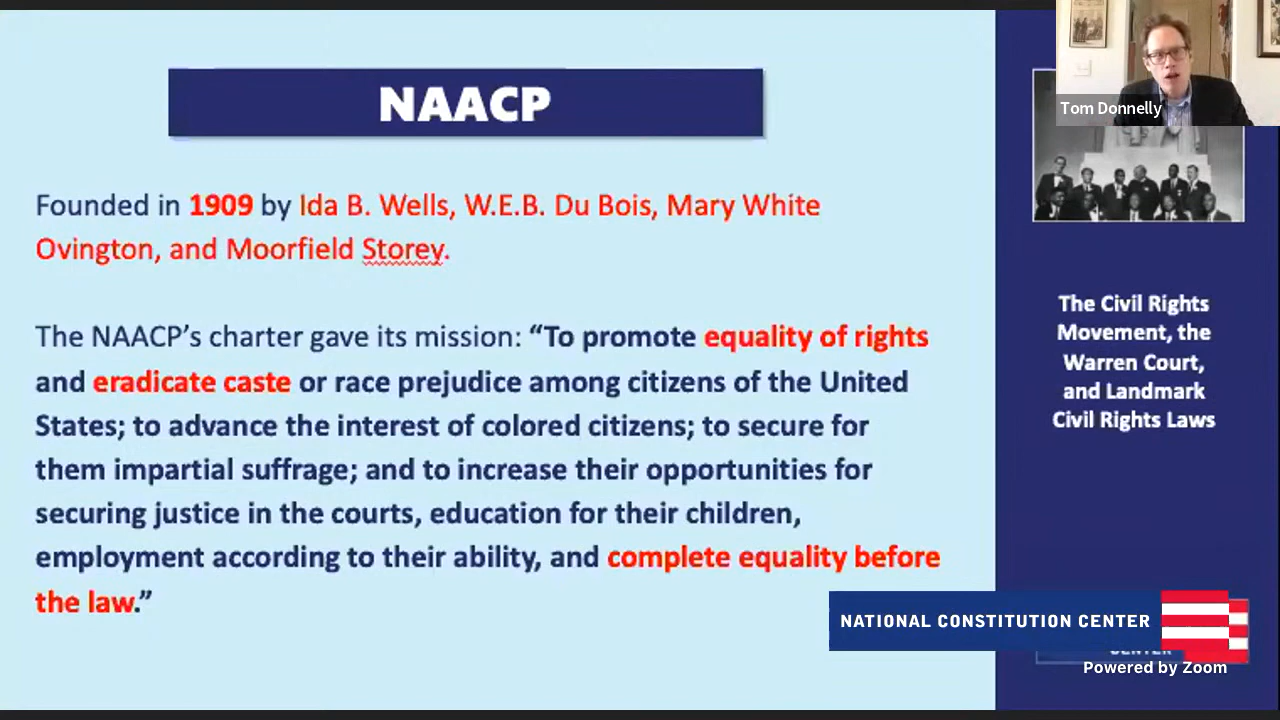 NAACP
Founded in 1909 by Ida B. Wells, W.E.B. Du Bois, Mary White
Ovington, and Moorfield Storey.
The NAACP’s charter gave its mission: “To promote equality of rights
and eradicate caste or race prejudice among citizens of the United
States; to advance the interest of colored citizens; to secure for
them impartial suffrage; and to increase their opportunities for
securing justice in the courts, education for their children,
employment according to their ability, and complete equality before
the law.”
Tom Donnelly
The Civil Rights
Movement, the
Warren Court,
and Landmark
Civil Rights Laws
NATIONAL CONSTITUTION CENTER
CENTER
Powered by Zoom